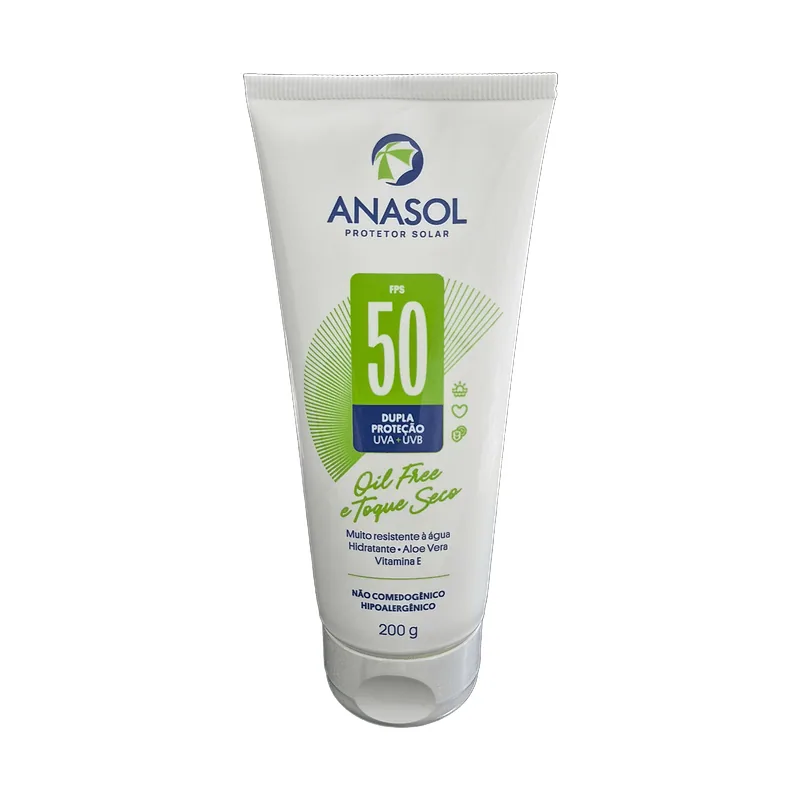 ANASOL
PROTETOR SOLAR
FPS
50
DUPLA
PROTEÇÃO
UVA+UVB
Oil Free
e Toque Seco
Muito resistente à água
Hidratante • Aloe Vera
Vitamina E
NÃO COMEDOGÊNICO
HIPOALERGÊNICO
200 g